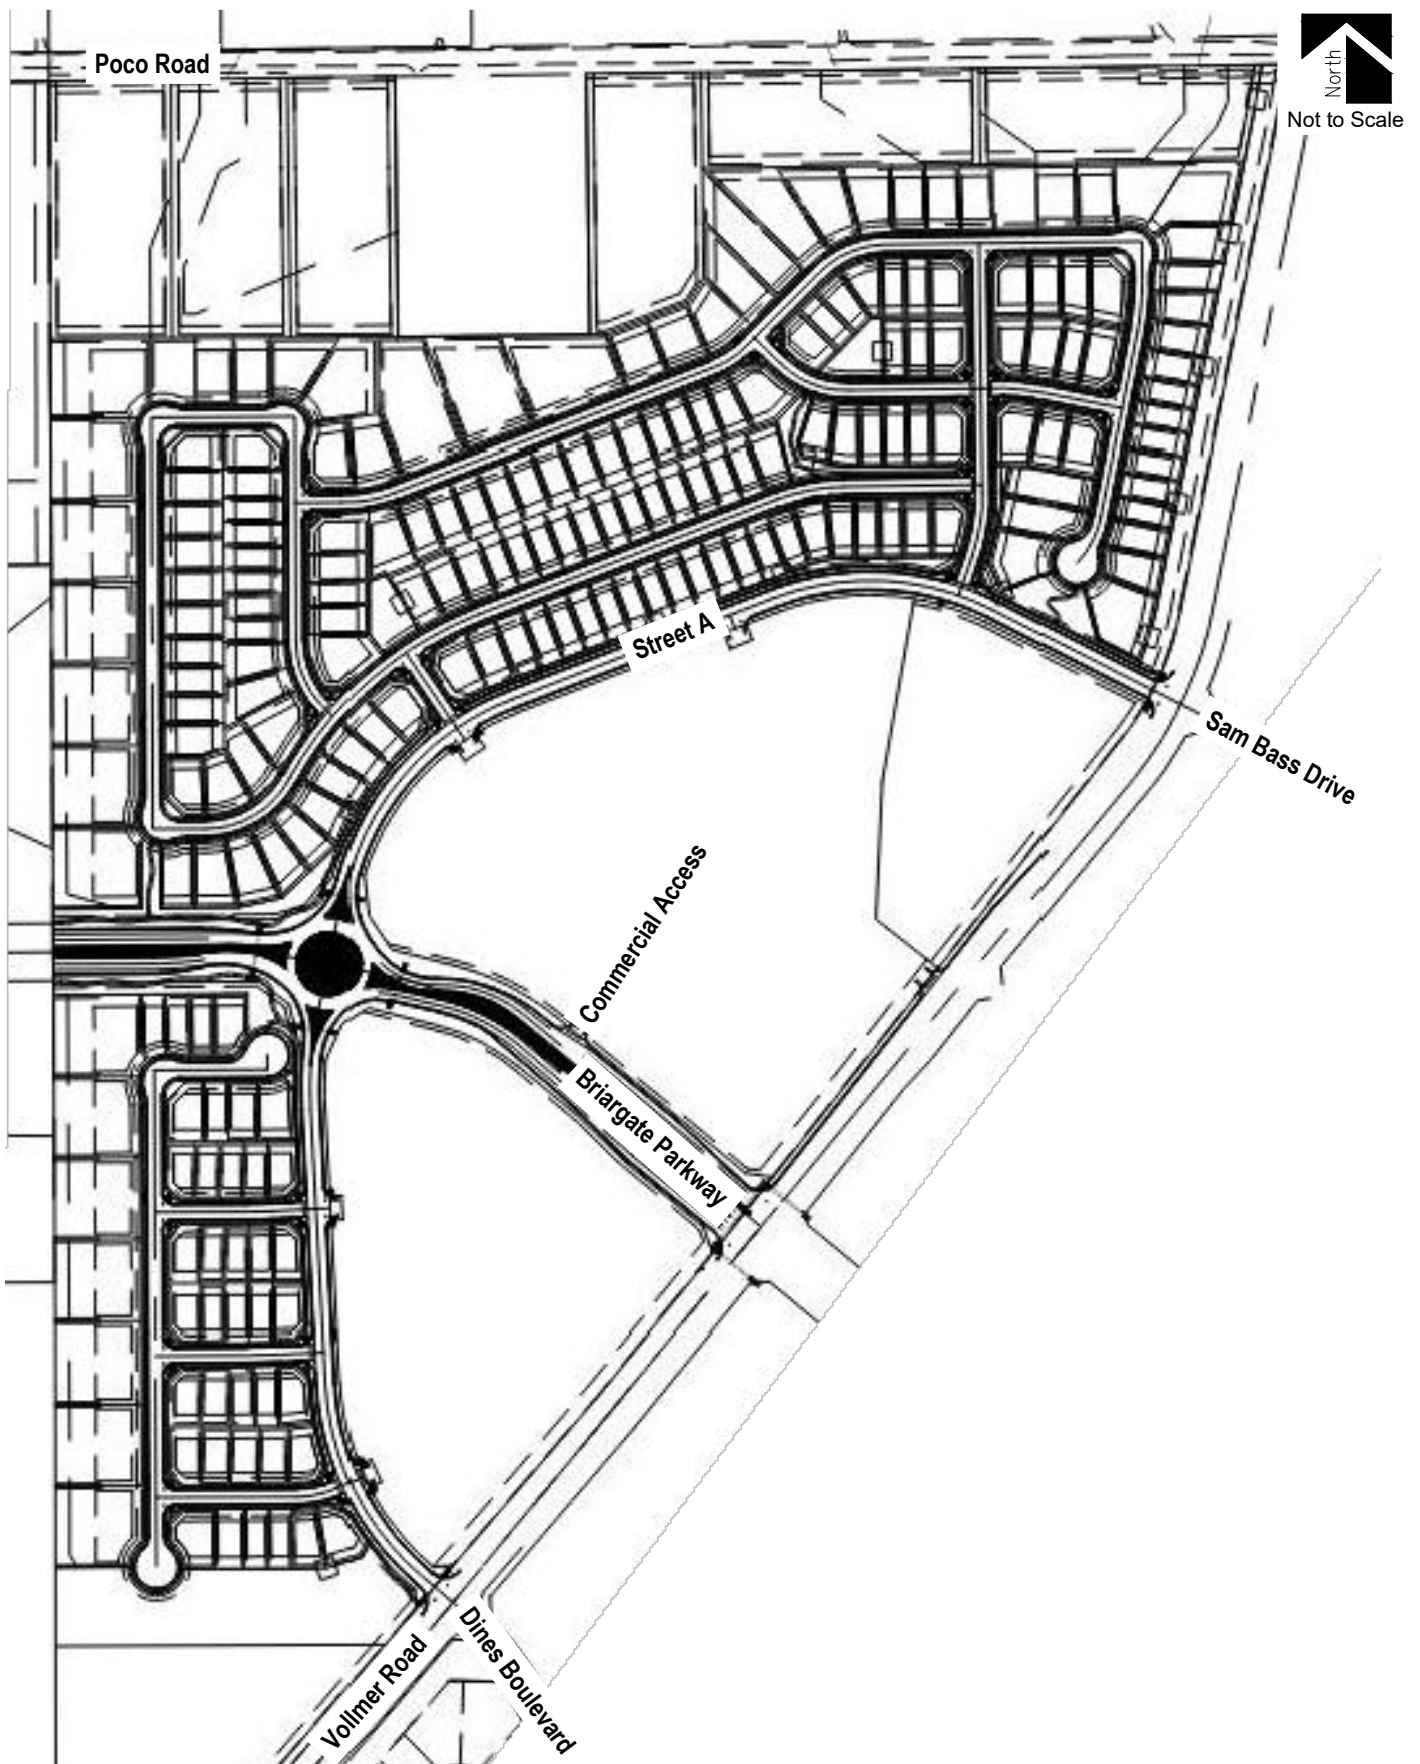 Poco Road
North
Not to Scale
Street A
Sam Bass Drive
Commercial Access
Briargate Parkway
Dines Boulevard
Vollmer Road